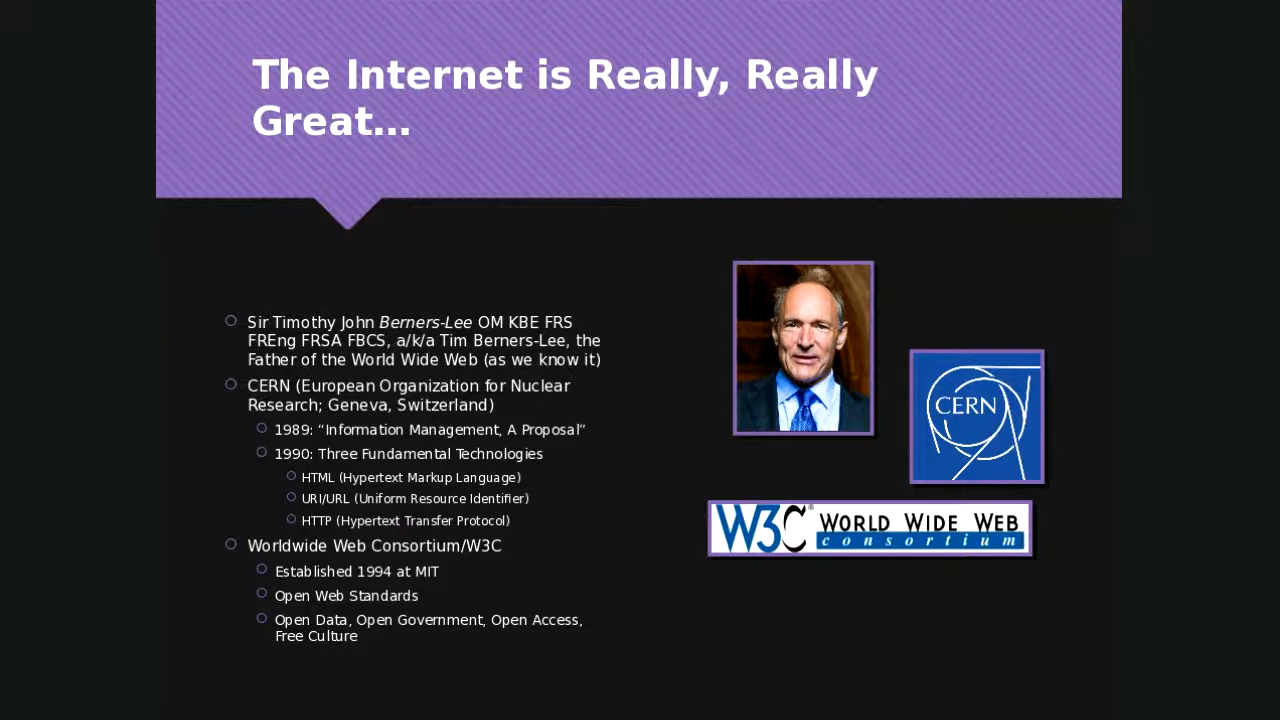 The Internet is Really, Really
Great...
Sir Timothy John Berners-Lee OM KBE FRS
FREng FRSA FBCS, a/k/a Tim Berners-Lee, the
Father of the World Wide Web (as we know it)
CERN (European Organization for Nuclear
Research; Geneva, Switzerland)
1989: “Information Management, A Proposal”
1990: Three Fundamental Technologies
HTML (Hypertext Markup Language)
URI/URL (Uniform Resource Identifier)
HTTP (Hypertext Transfer Protocol)
Worldwide Web Consortium/W3C
Established 1994 at MIT
Open Web Standards
Open Data, Open Government, Open Access,
Free Culture
CERN
W3C® WORLD WIDE WEB
consortium